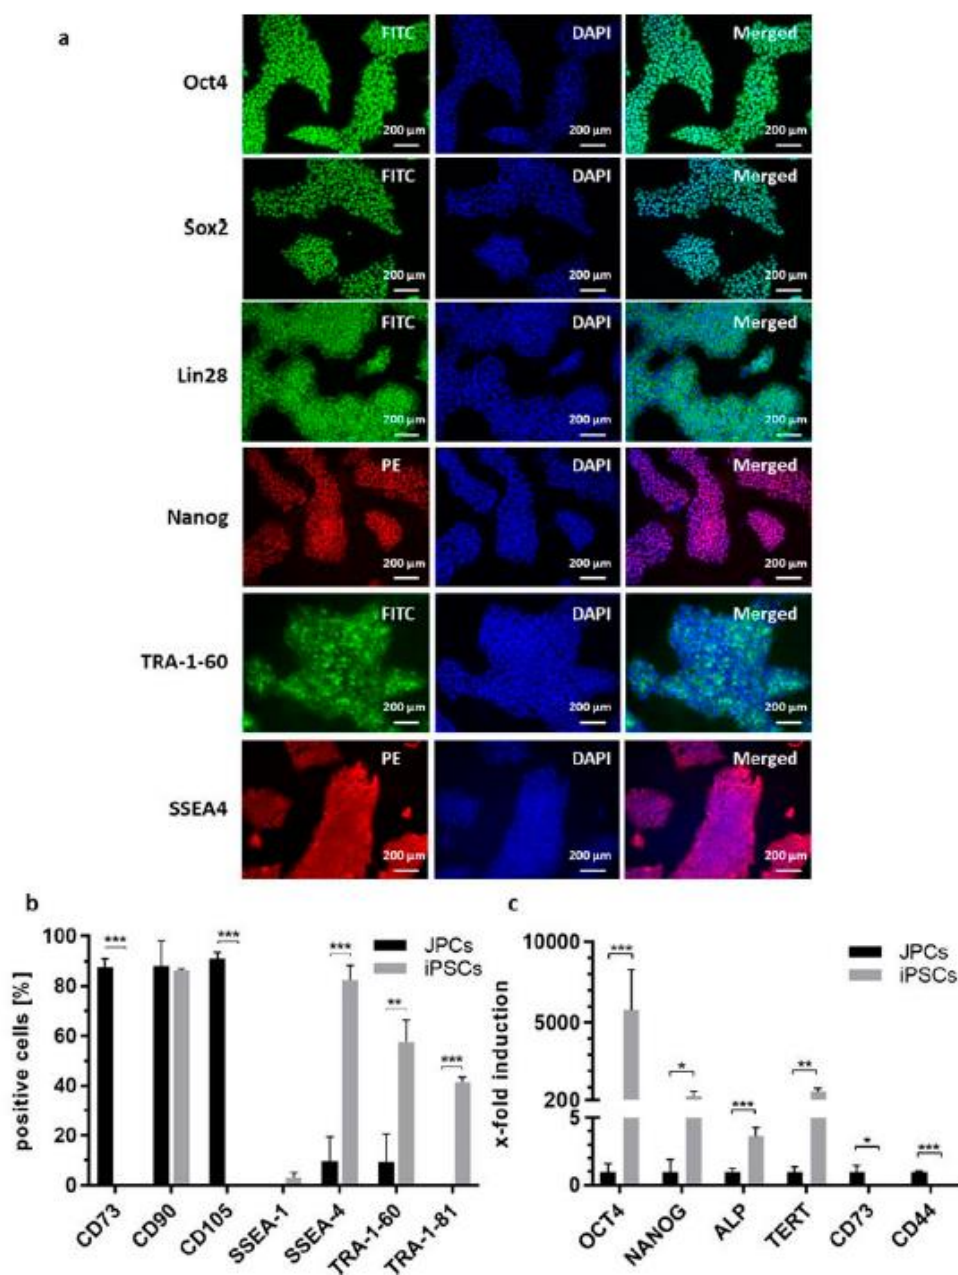 a
Oct4 FITC DAPI Merged
200 µm 200 µm 200 µm
Sox2 FITC DAPI Merged
200 µm 200 µm 200 µm
Lin28 FITC DAPI Merged
200 µm 200 µm 200 µm
Nanog PE DAPI Merged
200 µm 200 µm 200 µm
TRA-1-60 FITC DAPI Merged
200 µm 200 µm 200 µm
SSEA4 PE DAPI Merged
200 µm 200 µm 200 µm
b
positive cells [%]
100
80
60
40
20
0
*** *** *** ** ***
JPCs
iPSCs
CD73 CD90 CD105 SSEA-1 SSEA-4 TRA-1-60 TRA-1-81
c
x-fold induction
10000
5000
200
5
0
*** * *** ** * ***
JPCs
iPSCs
OCT4 NANOG ALP TERT CD73 CD44